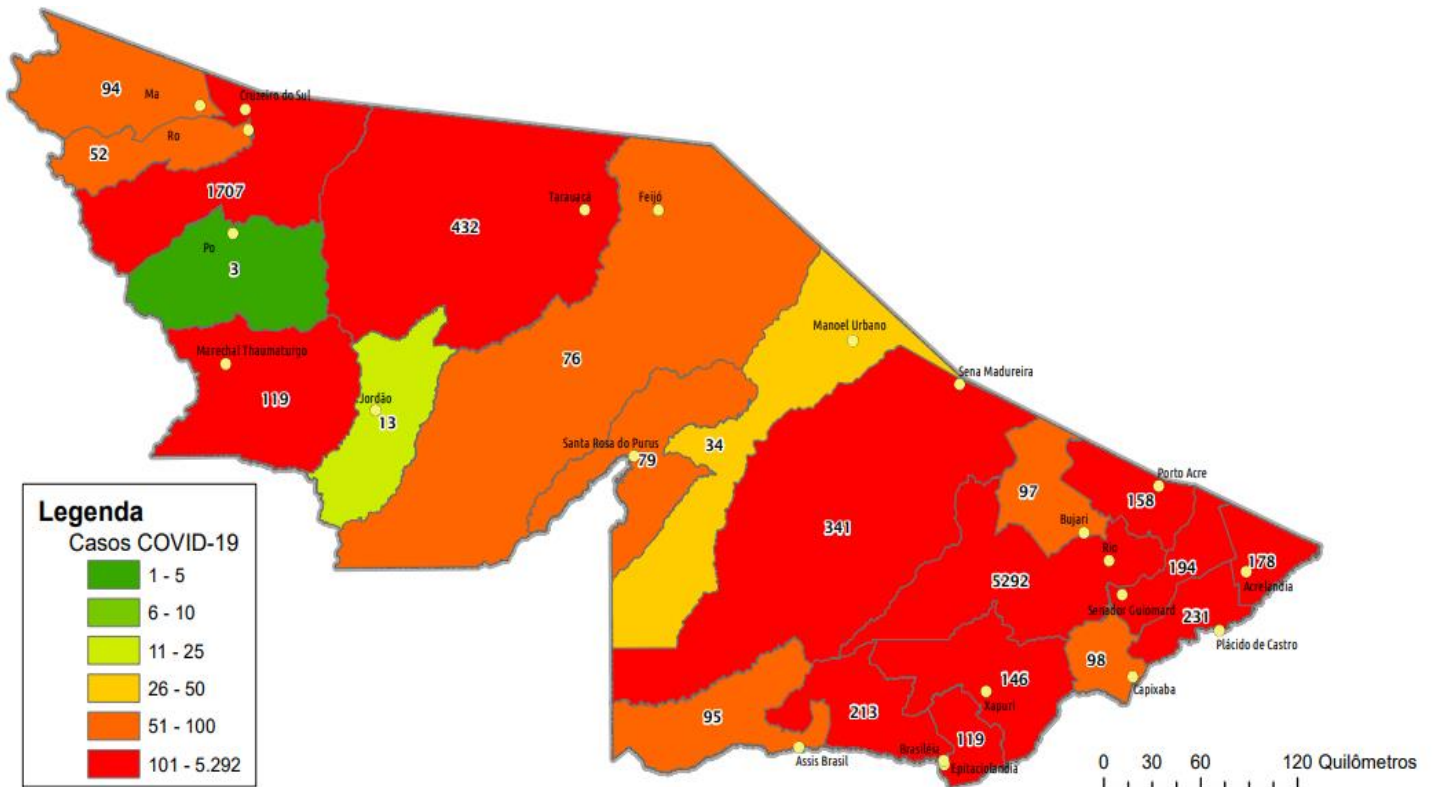 94
Ma
Cruzeiro do Sul
Ro
52
1707
Po
3
432
Tarauacá
Feijó
Marechal Thaumaturgo
119
Jordão
13
76
Manoel Urbano
Sena Madureira
Santa Rosa do Purus
79
34
341
97
Bujari
Porto Acre
158
Rio
5292
194
178
Acrelandia
Senador Guiomard
231
Plácido de Castro
98
Capixaba
146
Xapuri
95
213
119
Assis Brasil
Brasiléia
Epitaciolandia
Legenda
Casos COVID-19
1 - 5
6 - 10
11 - 25
26 - 50
51 - 100
101 - 5.292
0 30 60 120 Quilômetros